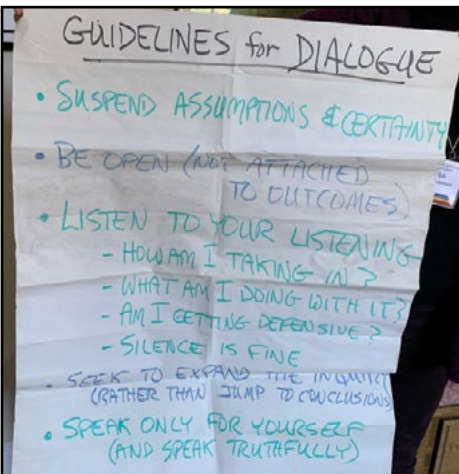 GUIDELINES for DIALOGUE
• SUSPEND ASSUMPTIONS & CERTAINTY
• BE OPEN (NOT ATTACHED
TO OUTCOMES)
• LISTEN TO YOUR LISTENING
- HOW AM I TAKING IN?
- WHAT AM I DOING WITH IT?
- AM I GETTING DEFENSIVE?
- SILENCE IS FINE
• SEEK TO EXPAND THE INQUIRY
(RATHER THAN JUMP TO CONCLUSIONS)
• SPEAK ONLY FOR YOURSELF
(AND SPEAK TRUTHFULLY)